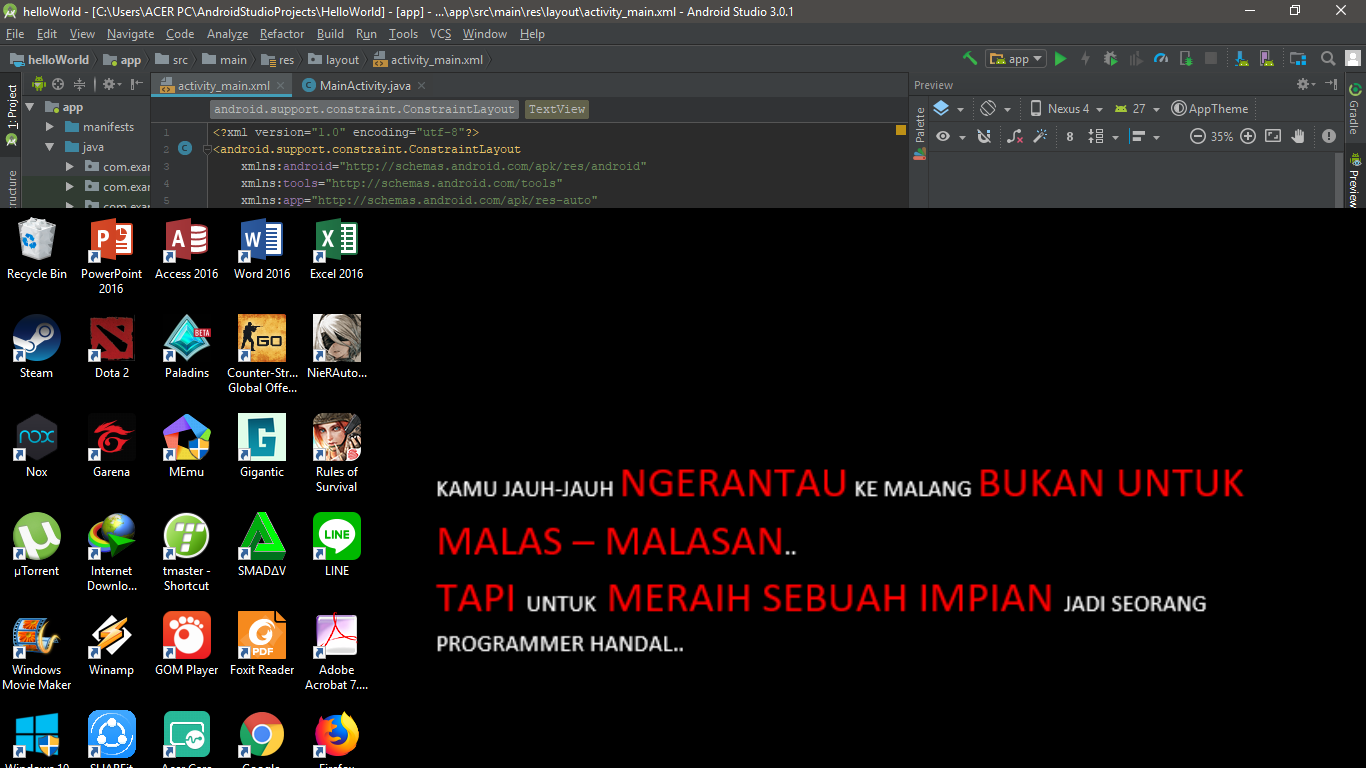 helloWorld - [C:\Users\ACER PC\AndroidStudioProjects\HelloWorld] - [app] - ...\app\src\main\res\layout\activity_main.xml - Android Studio 3.0.1
File Edit View Navigate Code Analyze Refactor Build Run Tools VCS Window Help
helloWorld app src main res layout activity_main.xml app
1: Project
activity_main.xml MainActivity.java Preview
Gradle
app android.support.constraint.ConstraintLayout TextView
Palette
Nexus 4 27 AppTheme
manifests 1 <?xml version="1.0" encoding="utf-8"?>
8 35%
java 2 <android.support.constraint.ConstraintLayout
com.exar 3 xmlns:android="http://schemas.android.com/apk/res/android"
com.exar 4 xmlns:tools="http://schemas.android.com/tools"
com.exar 5 xmlns:app="http://schemas.android.com/apk/res-auto"
Preview
Recycle Bin PowerPoint 2016 Access 2016 Word 2016 Excel 2016
BETA
GO
Steam Dota 2 Paladins Counter-Str... Global Offe... NieRAuto...
nox
G
Nox Garena MEmu Gigantic Rules of Survival
KAMU JAUH-JAUH NGERANTAU KE MALANG BUKAN UNTUK
MALAS – MALASAN..
TAPI UNTUK MERAIH SEBUAH IMPIAN JADI SEORANG
PROGRAMMER HANDAL..
LINE
µTorrent Internet Downlo... tmaster - Shortcut SMADΔV LINE
PDF
Windows Movie Maker Winamp GOM Player Foxit Reader Adobe Acrobat 7....
Windows 10 SHAREit Acer Care Google Firefox